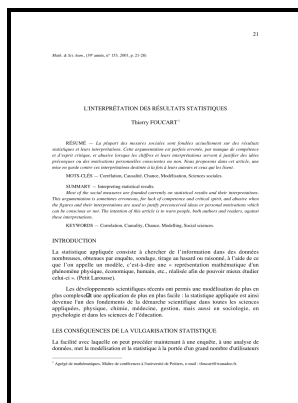 21
Math. & Sci. hum., (39e année, n° 153, 2001, p. 21-28)
L'INTERPRÉTATION DES RÉSULTATS STATISTIQUES
Thierry FOUCART1
RÉSUMÉ – La plupart des mesures sociales sont fondées actuellement sur des résultats
statistiques et leurs interprétations. Cette argumentation est parfois erronée, par manque de compétence
et d'esprit critique, et abusive lorsque les chiffres et leurs interprétations servent à justifier des idées
préconçues ou des motivations personnelles conscientes ou non. Nous proposons dans cet article, une
mise en garde contre ces interprétations destinée à la fois à leurs auteurs et ceux qui les lisent.
MOTS-CLÉS – Corrélation, Causalité, Chance, Modélisation, Sciences sociales.
SUMMARY – Interpreting statistical results
Most of the social measures are founded currently on statistical results and their interpretations.
This argumentation is sometimes erroneous, for lack of competence and critical spirit, and abusive when
the figures and their interpretations are used to justify preconceived ideas or personal motivations which
can be conscious or not. The intention of this article is to warn people, both authors and readers, against
these interpretations.
KEYWORDS – Correlation, Causality, Chance, Modelling, Social sciences.
INTRODUCTION
La statistique appliquée consiste à chercher de l'information dans des données
nombreuses, obtenues par enquête, sondage, tirage au hasard ou raisonné, à l'aide de ce
que l'on appelle un modèle, c'est-à-dire une « représentation mathématique d'un
phénomène physique, économique, humain, etc., réalisée afin de pouvoir mieux étudier
celui-ci ». (Petit Larousse).
Les développements scientifiques récents ont permis une modélisation de plus en
plus complexe et une application de plus en plus facile : la statistique appliquée est ainsi
devenue l'un des fondements de la démarche scientifique dans toutes les sciences
appliquées, physique, chimie, médecine, gestion, mais aussi en sociologie, en
psychologie et dans les sciences de l'éducation.
LES CONSÉQUENCES DE LA VULGARISATION STATISTIQUE
La facilité avec laquelle on peut procéder maintenant à une enquête, à une analyse de
données, met la modélisation et la statistique à la portée d'un grand nombre d'utilisateurs
1 Agrégé de mathématiques, Maître de conférences à l'université de Poitiers, e-mail : tfoucart@wanadoo.fr.